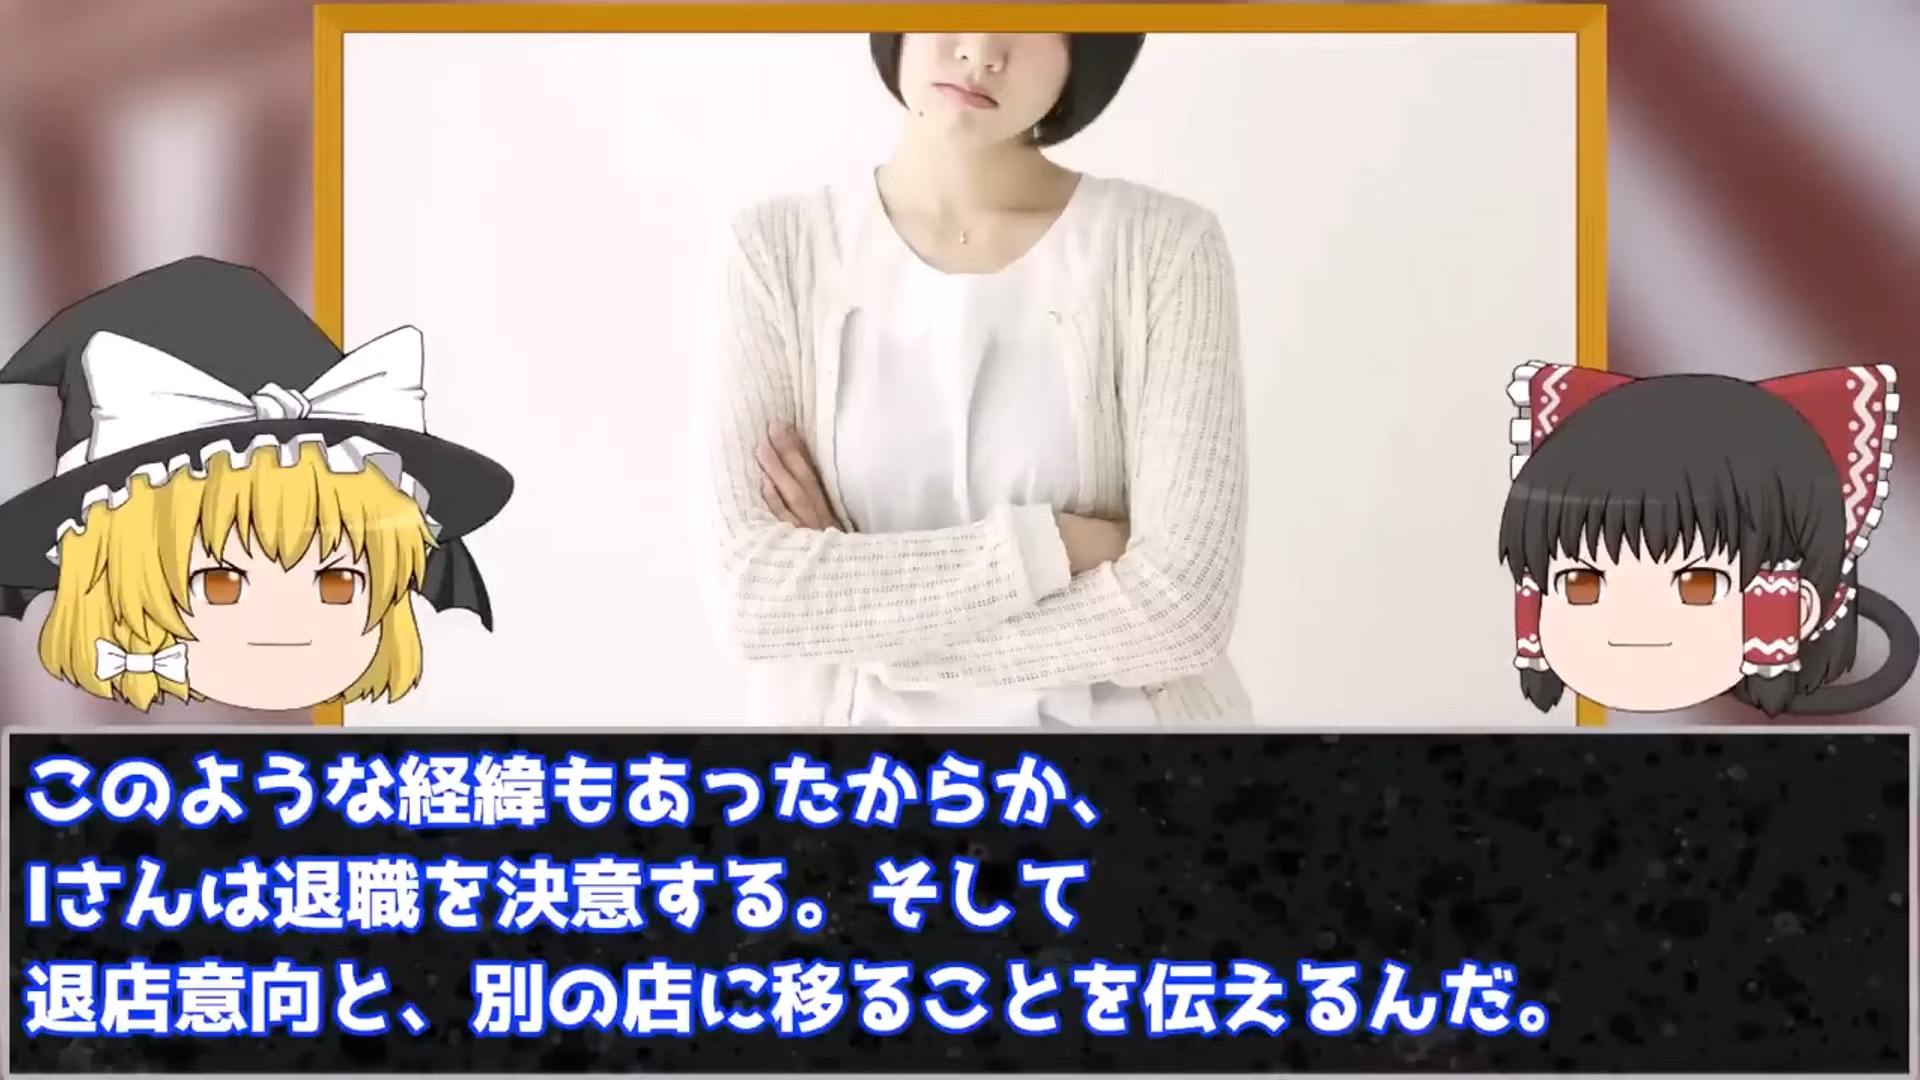 このような経緯もあったからか、
Iさんは退職を決意する。そして
退店意向と、別の店に移ることを伝えるんだ。